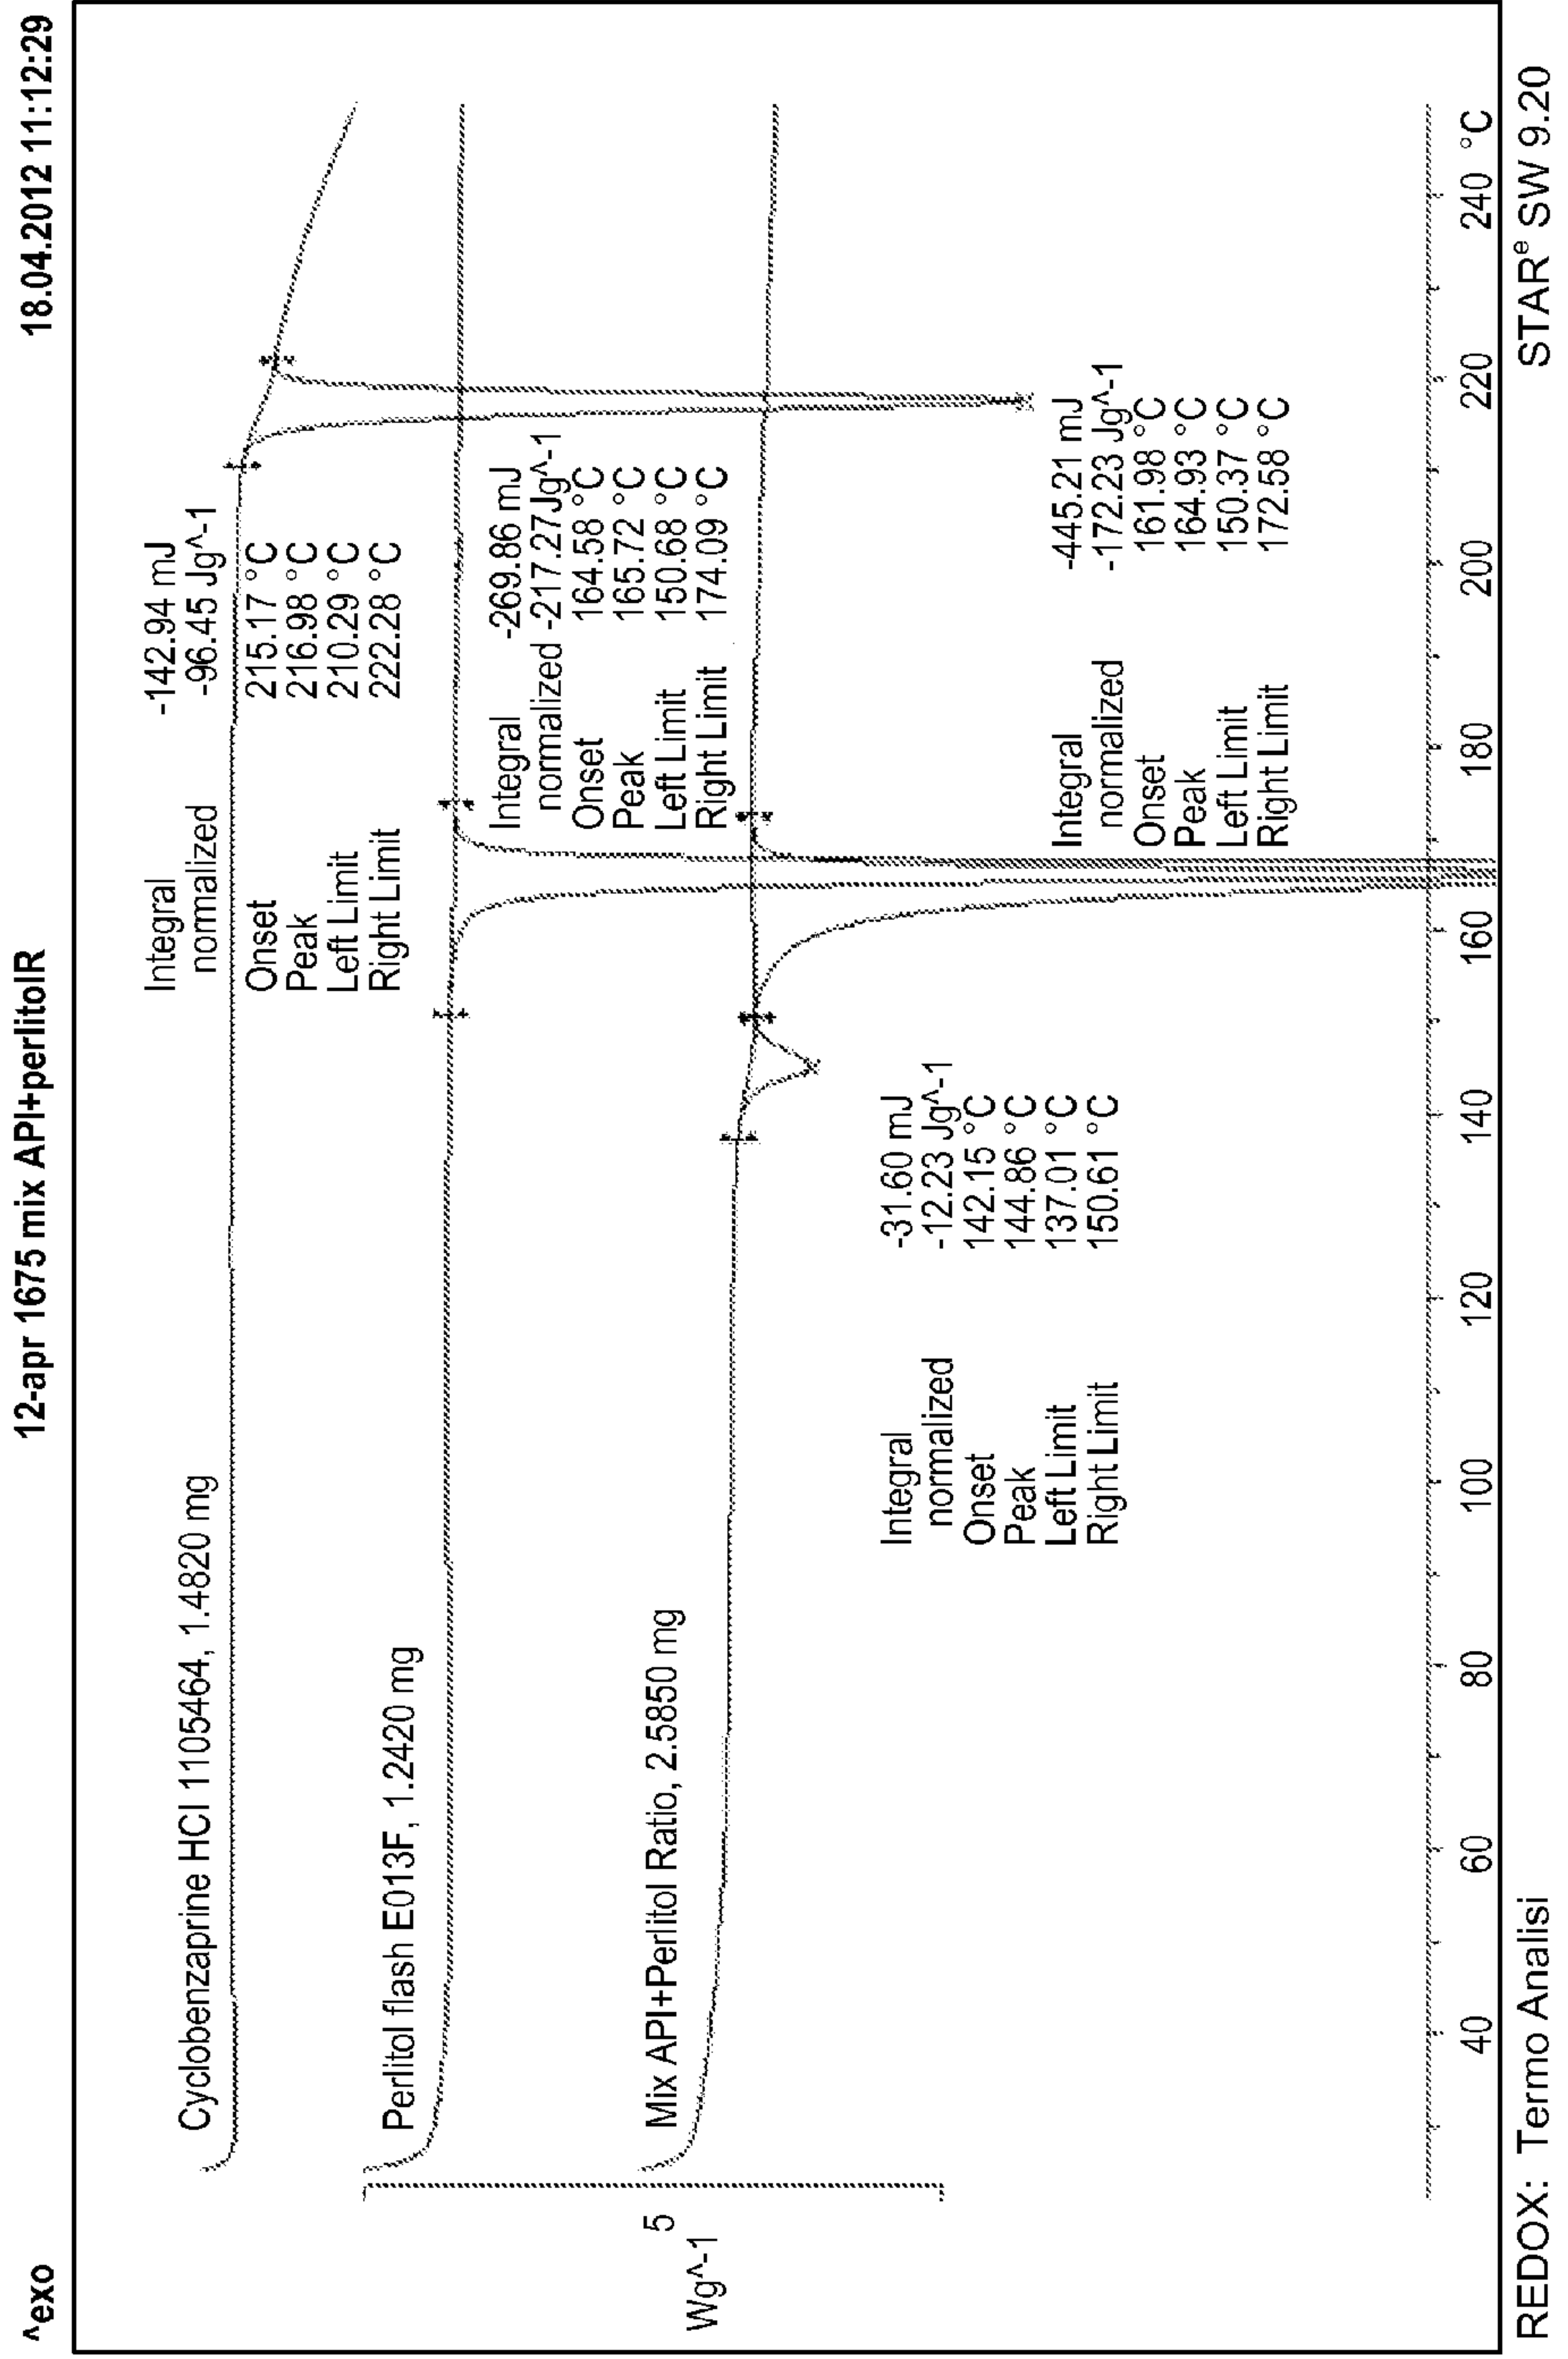 ^exo
12-apr 1675 mix API+perlitolR
18.04.2012 11:12:29
Cyclobenzaprine HCl 1105464, 1.4820 mg
Integral -142.94 mJ
normalized -96.45 Jg^-1
Onset 215.17 °C
Peak 216.98 °C
Left Limit 210.29 °C
Right Limit 222.28 °C
Perlitol flash E013F, 1.2420 mg
Integral -269.86 mJ
normalized -217.27Jg^-1
Onset 164.58 °C
Peak 165.72 °C
Left Limit 150.68 °C
Right Limit 174.09 °C
Mix API+Perlitol Ratio, 2.5850 mg
5
Wg^-1
Integral -31.60 mJ
normalized -12.23 Jg^-1
Onset 142.15 °C
Peak 144.86 °C
Left Limit 137.01 °C
Right Limit 150.61 °C
Integral -445.21 mJ
normalized -172.23 Jg^-1
Onset 161.98 °C
Peak 164.93 °C
Left Limit 150.37 °C
Right Limit 172.58 °C
40 60 80 100 120 140 160 180 200 220 240 °C
REDOX: Termo Analisi
STARe SW 9.20